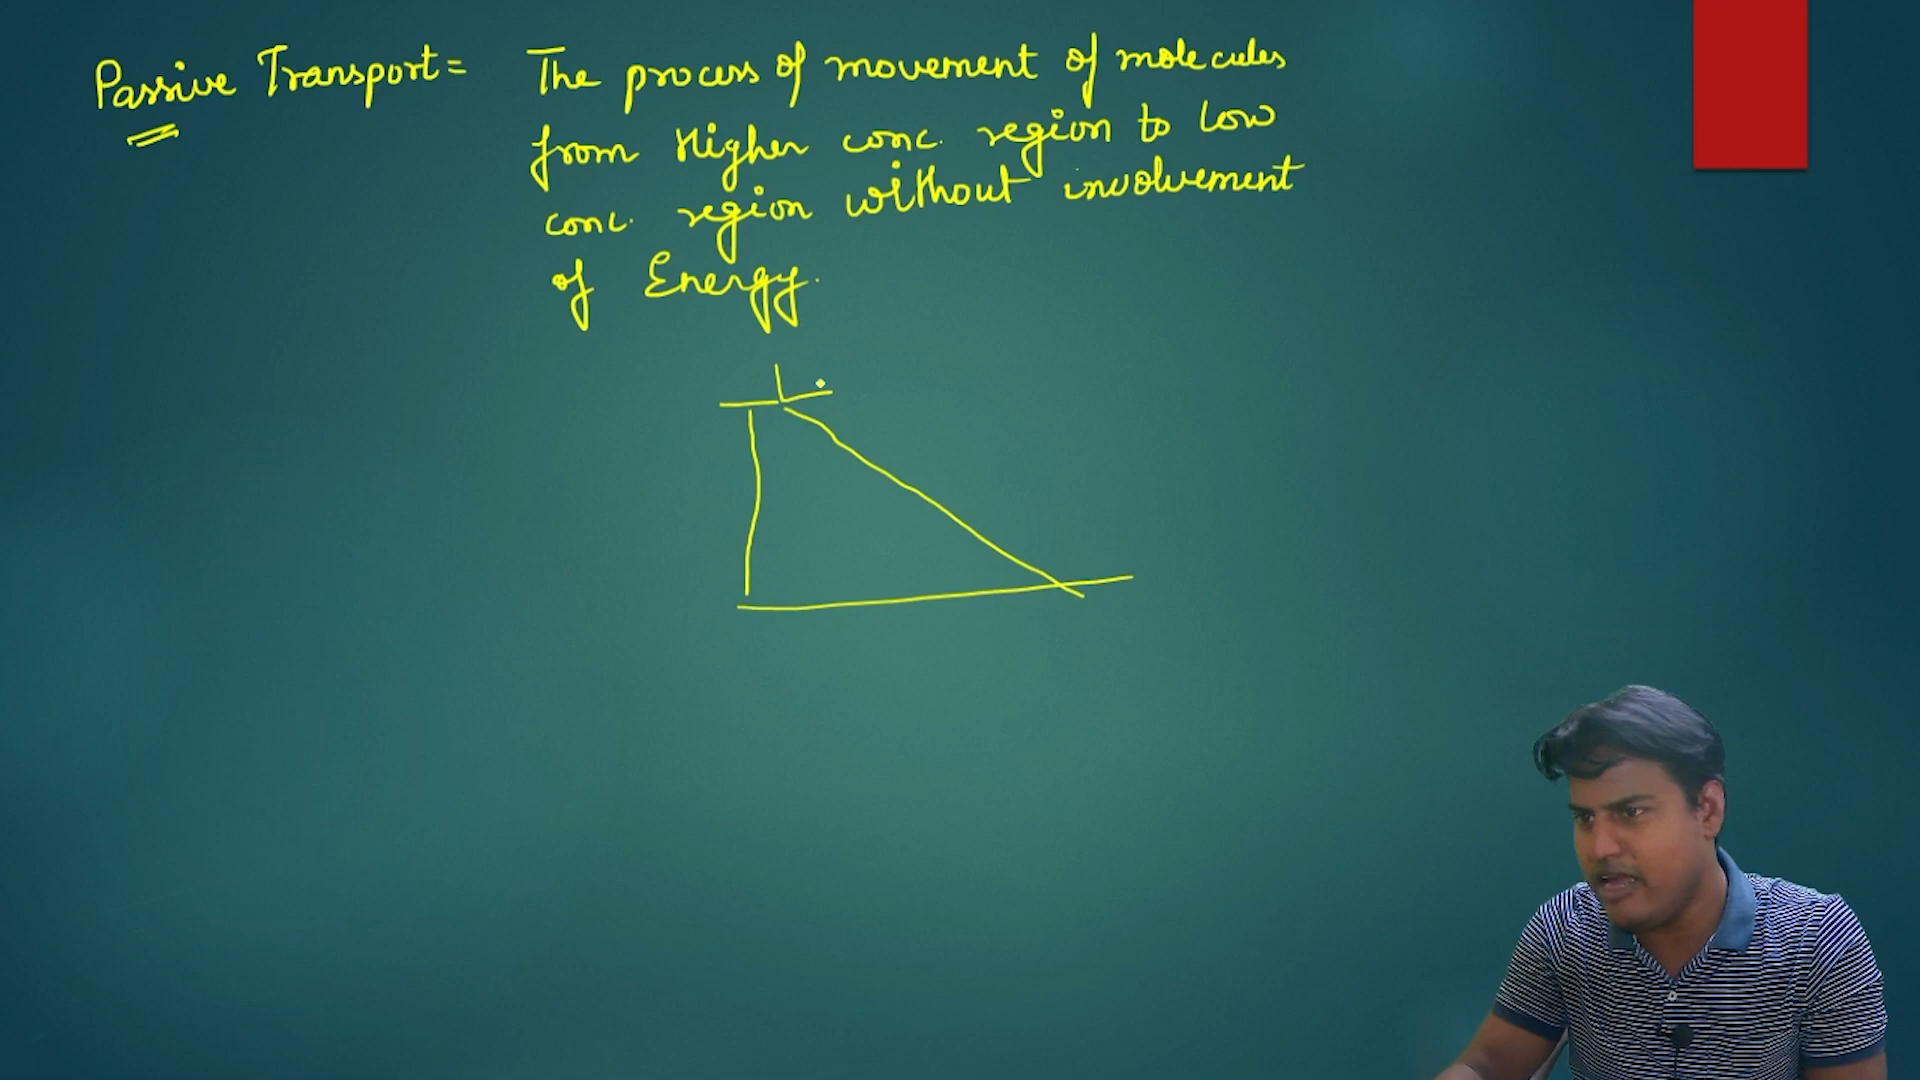 Passive Transport = The process of movement of molecules
from Higher conc. region to low
conc. region without involvement
of Energy.